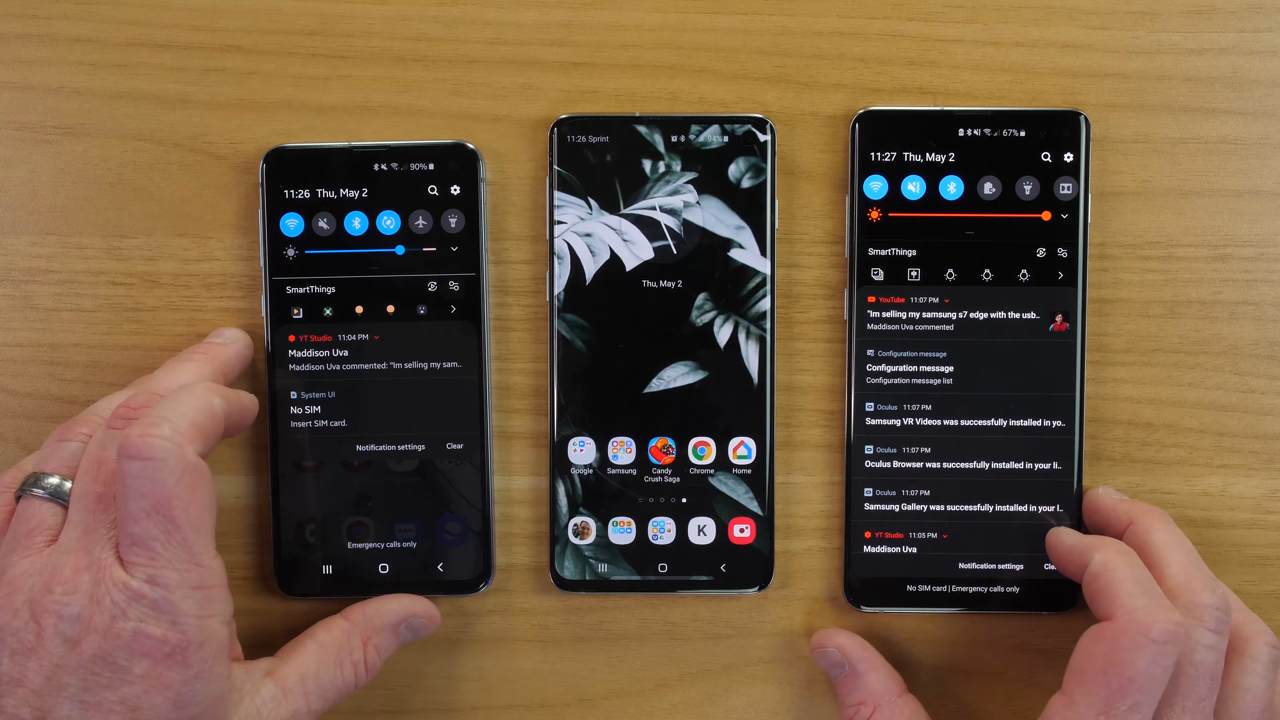 90%
11:26 Thu, May 2
SmartThings
YT Studio 11:04 PM
Maddison Uva
Maddison Uva commented: "Im selling my sam..
System UI
No SIM
Insert SIM card.
Notification settings Clear
Emergency calls only
11:26 Sprint 94%
Thu, May 2
Google Samsung Candy Crush Saga Chrome Home
K
67%
11:27 Thu, May 2
SmartThings
YouTube 11:07 PM
"Im selling my samsung s7 edge with the usb..
Maddison Uva commented
Configuration message
Configuration message
Configuration message list
Oculus 11:07 PM
Samsung VR Videos was successfully installed in yo..
Oculus 11:07 PM
Oculus Browser was successfully installed in your li..
Oculus 11:07 PM
Samsung Gallery was successfully installed in your l..
YT Studio 11:05 PM
Maddison Uva
Notification settings Cle
No SIM card | Emergency calls only